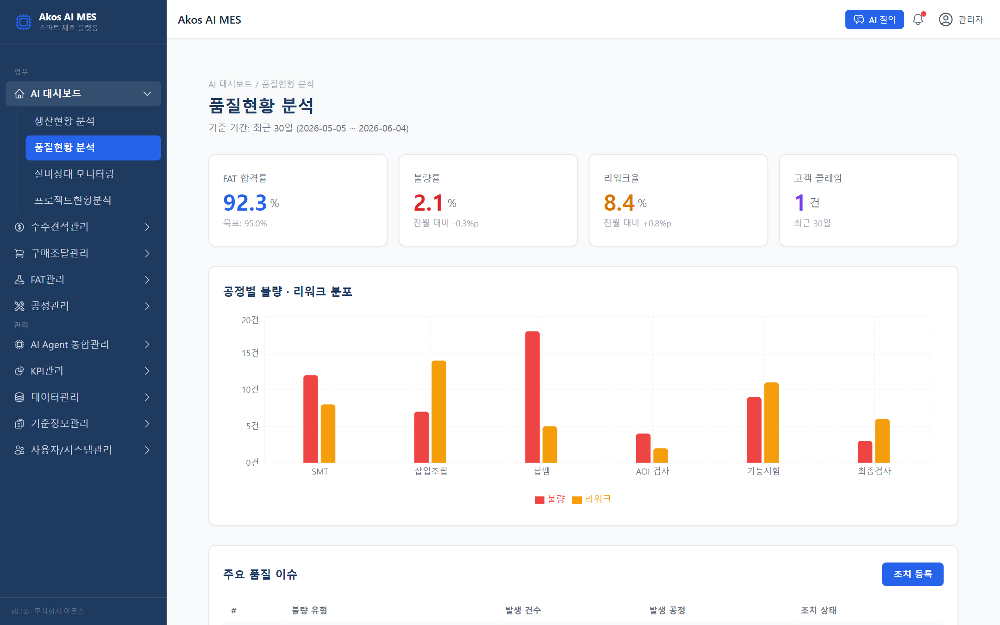 Akos AI MES
스마트 제조 플랫폼
업무
AI 대시보드
생산현황 분석
품질현황 분석
설비상태 모니터링
프로젝트현황분석
수주견적관리
구매조달관리
FAT관리
공정관리
관리
AI Agent 통합관리
KPI관리
데이터관리
기준정보관리
사용자/시스템관리
v0.1.0 · 주식회사 아코스
Akos AI MES
AI 질의
관리자
AI 대시보드 / 품질현황 분석
품질현황 분석
기준 기간: 최근 30일 (2026-05-05 ~ 2026-06-04)
FAT 합격률
92.3 %
목표: 95.0%
불량률
2.1 %
전월 대비 -0.3%p
리워크율
8.4 %
전월 대비 +0.8%p
고객 클레임
1 건
최근 30일
공정별 불량 · 리워크 분포
20건
15건
10건
5건
0건
SMT 삽입조립 납땜 AOI 검사 기능시험 최종검사
불량 리워크
주요 품질 이슈
조치 등록
# 불량 유형 발생 건수 발생 공정 조치 상태